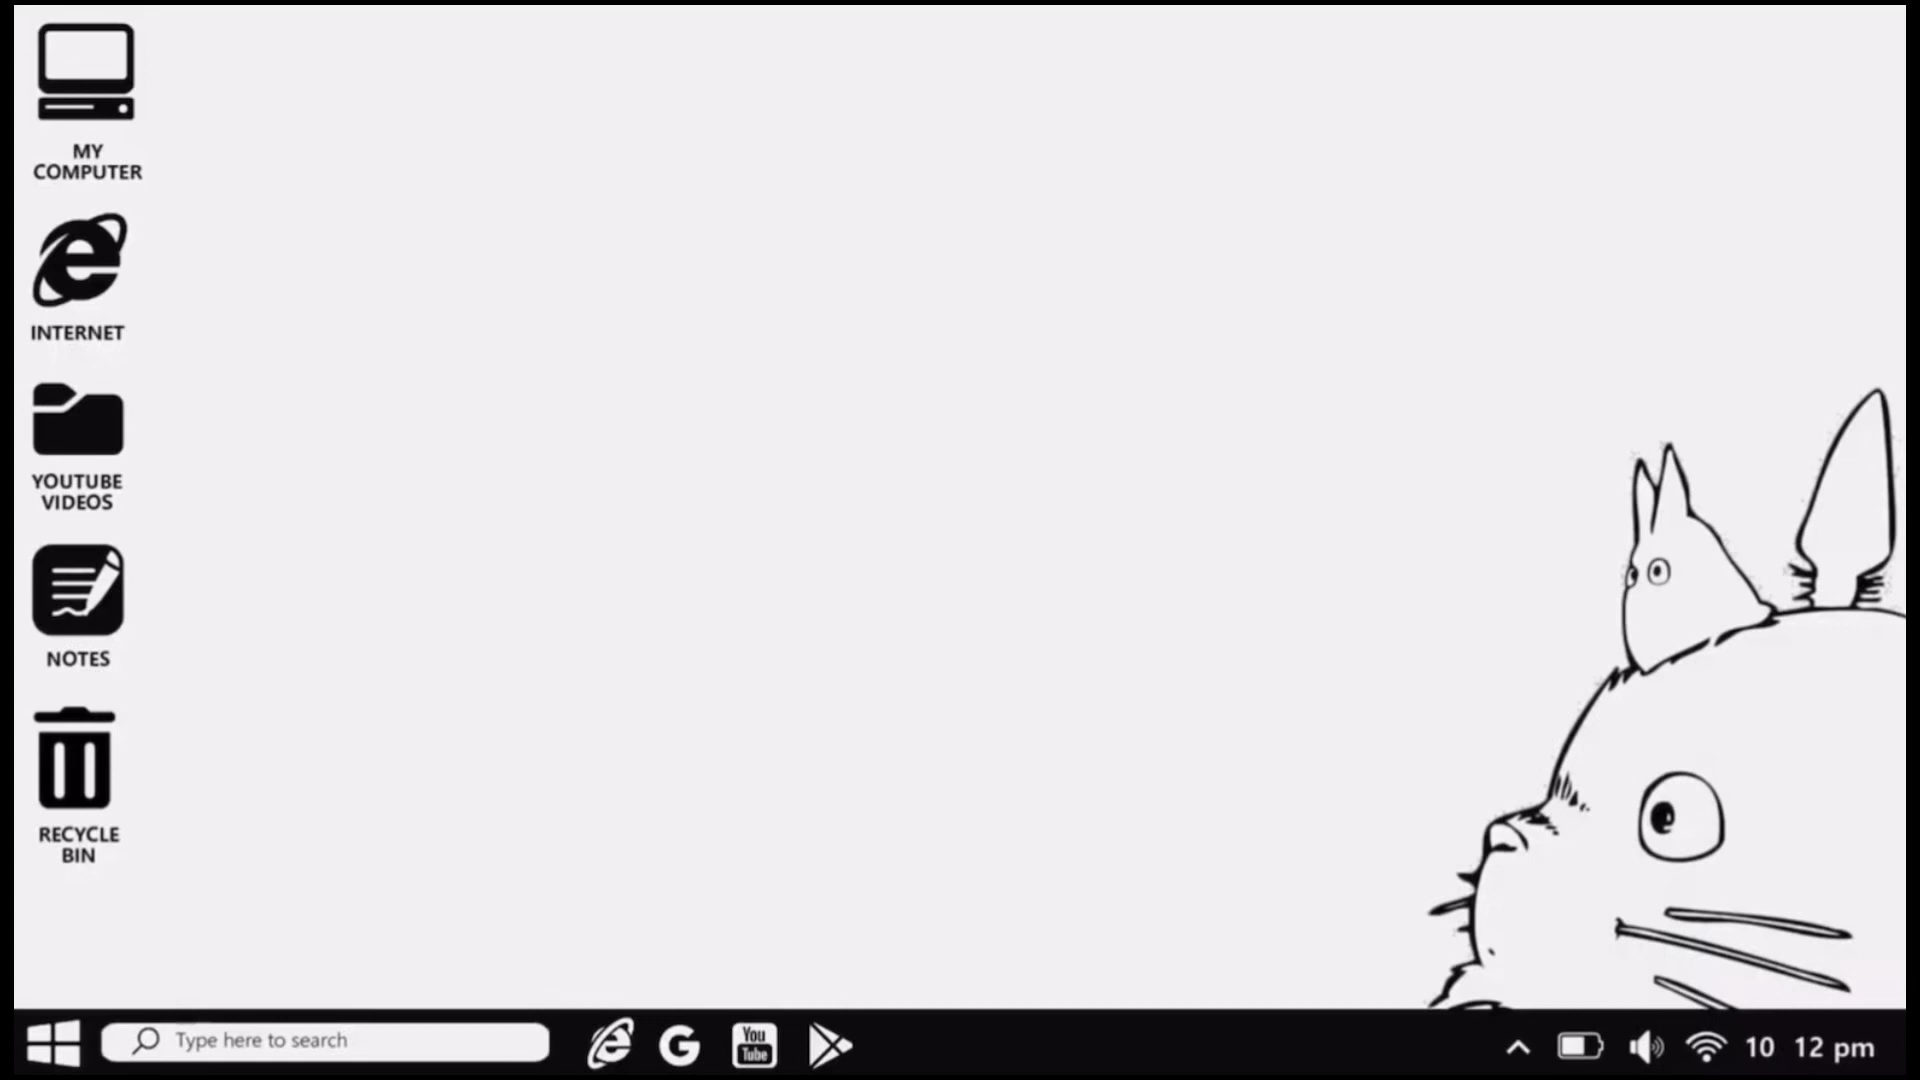 MY
COMPUTER
INTERNET
YOUTUBE
VIDEOS
NOTES
RECYCLE
BIN
Type here to search
You
Tube
10 12 pm